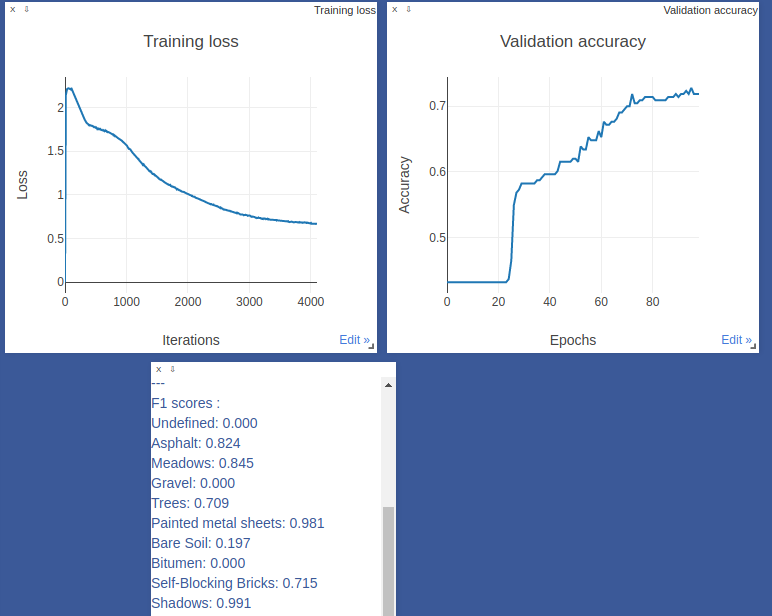 X ⇩ Training loss
Training loss
Loss
2
1.5
1
0.5
0
0 1000 2000 3000 4000
Iterations
Edit »
X ⇩ Validation accuracy
Validation accuracy
Accuracy
0.7
0.6
0.5
0 20 40 60 80
Epochs
Edit »
X ⇩
---
F1 scores :
Undefined: 0.000
Asphalt: 0.824
Meadows: 0.845
Gravel: 0.000
Trees: 0.709
Painted metal sheets: 0.981
Bare Soil: 0.197
Bitumen: 0.000
Self-Blocking Bricks: 0.715
Shadows: 0.991